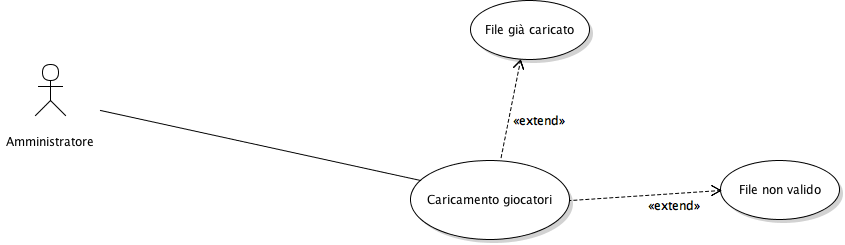 File già caricato
Amministratore
«extend»
Caricamento giocatori
File non valido
«extend»